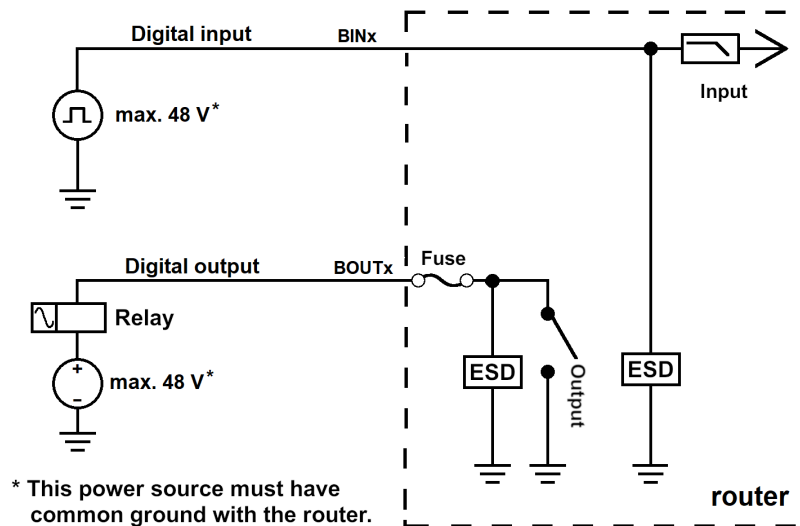 Digital input
BINx
max. 48 V*
Input
Digital output
BOUTx
Fuse
Relay
+
max. 48 V*
−
ESD
Output
ESD
* This power source must have
common ground with the router.
router